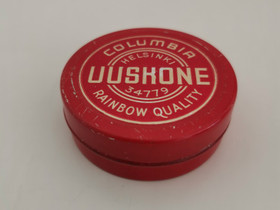 COLUMBIA
HELSINKI
UUSKONE
34779
RAINBOW QUALITY